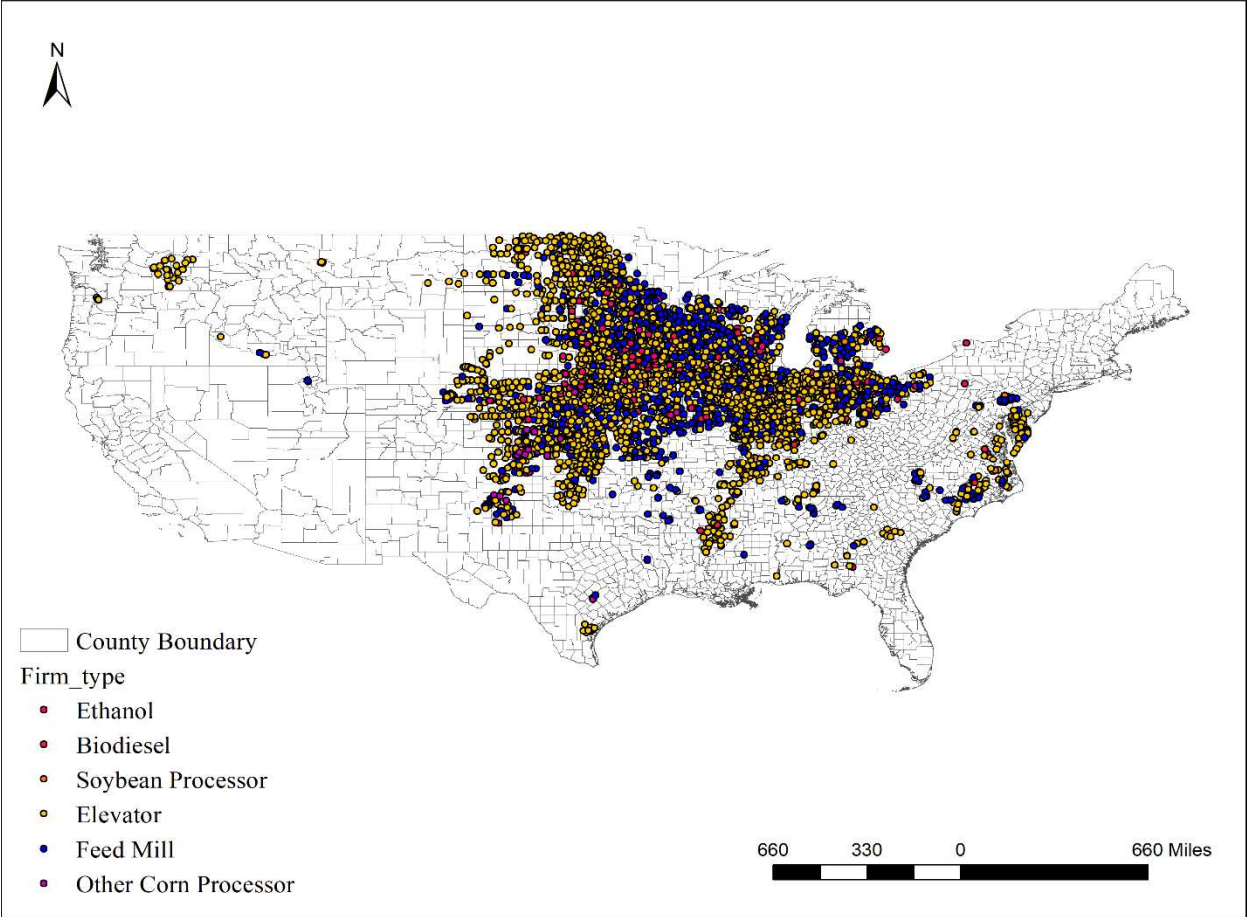 N
County Boundary
Firm_type
Ethanol
Biodiesel
Soybean Processor
Elevator
Feed Mill
Other Corn Processor
660 330 0 660 Miles